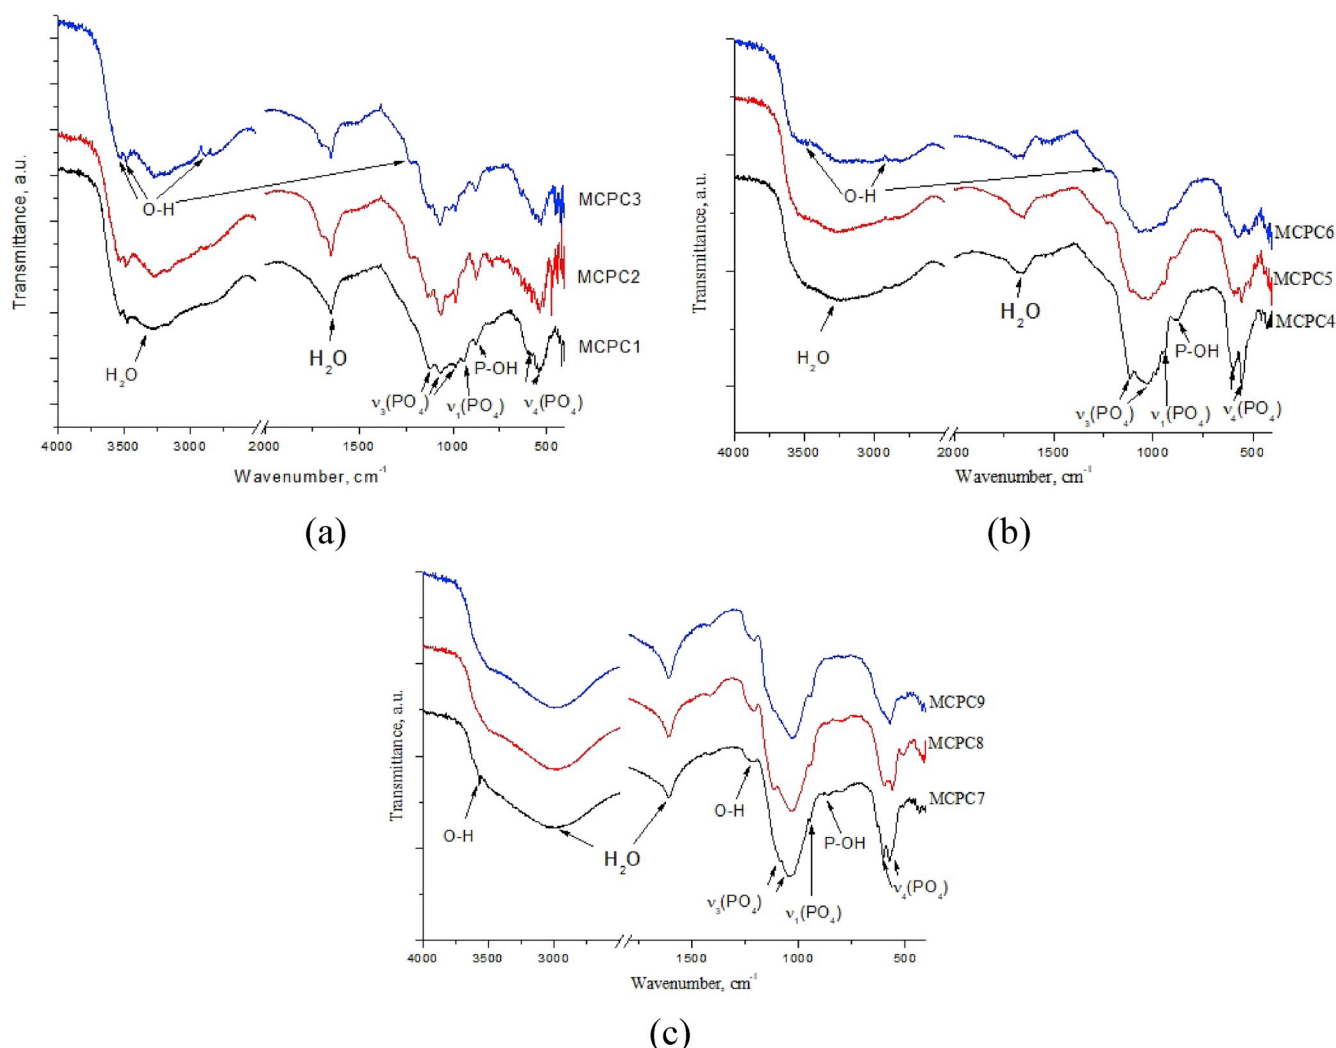 Transmittance, a.u.
O-H
MCPC3
MCPC2
MCPC1
H₂O
H₂O
P-OH
ν₃(PO₄)
ν₁(PO₄)
ν₄(PO₄)
4000 3500 3000 2500 2000 1500 1000 500
Wavenumber, cm⁻¹
(a)
Transmittance, a.u.
O-H
MCPC6
MCPC5
MCPC4
H₂O
H₂O
P-OH
ν₃(PO₄)
ν₁(PO₄)
ν₄(PO₄)
4000 3500 3000 2500 2000 1500 1000 500
Wavenumber, cm⁻¹
(b)
Transmittance, a.u.
MCPC9
MCPC8
MCPC7
O-H
O-H
H₂O
P-OH
ν₃(PO₄)
ν₁(PO₄)
ν₄(PO₄)
4000 3500 3000 1500 1000 500
Wavenumber, cm⁻¹
(c)